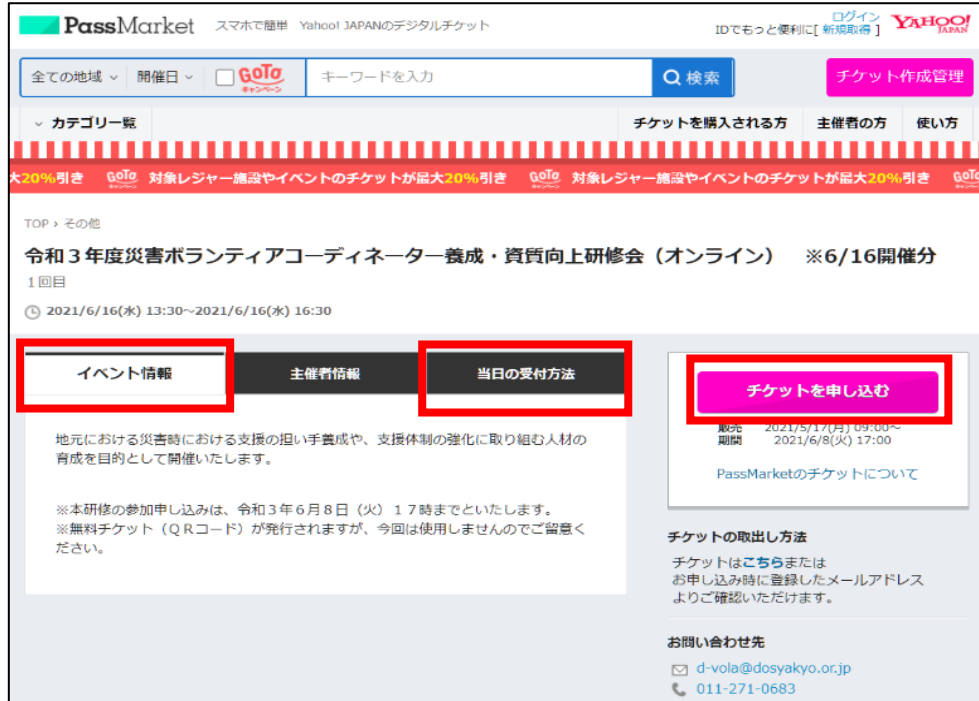 PassMarket スマホで簡単 Yahoo! JAPANのデジタルチケット
ログイン
IDでもっと便利に[ 新規取得 ]
YAHOO!
JAPAN
全ての地域 開催日 GoTo キャンペーン キーワードを入力 検索 チケット作成管理
カテゴリ一覧 チケットを購入される方 主催者の方 使い方
大20%引き GoTo キャンペーン 対象レジャー施設やイベントのチケットが最大20%引き GoTo キャンペーン 対象レジャー施設やイベントのチケットが最大20%引き GoTo
TOP › その他
令和3年度災害ボランティアコーディネーター養成・資質向上研修会（オンライン） ※6/16開催分
1回目
2021/6/16(水) 13:30~2021/6/16(水) 16:30
イベント情報 主催者情報 当日の受付方法
地元における災害時における支援の担い手養成や、支援体制の強化に取り組む人材の
育成を目的として開催いたします。
※本研修の参加申し込みは、令和３年６月８日（火）１７時までといたします。
※無料チケット（ＱＲコード）が発行されますが、今回は使用しませんのでご留意く
ださい。
チケットを申し込む
販売 2021/5/17(月) 09:00～
期間 2021/6/8(火) 17:00
PassMarketのチケットについて
チケットの取出し方法
チケットはこちらまたは
お申し込み時に登録したメールアドレス
よりご確認いただけます。
お問い合わせ先
d-vola@dosyakyo.or.jp
011-271-0683